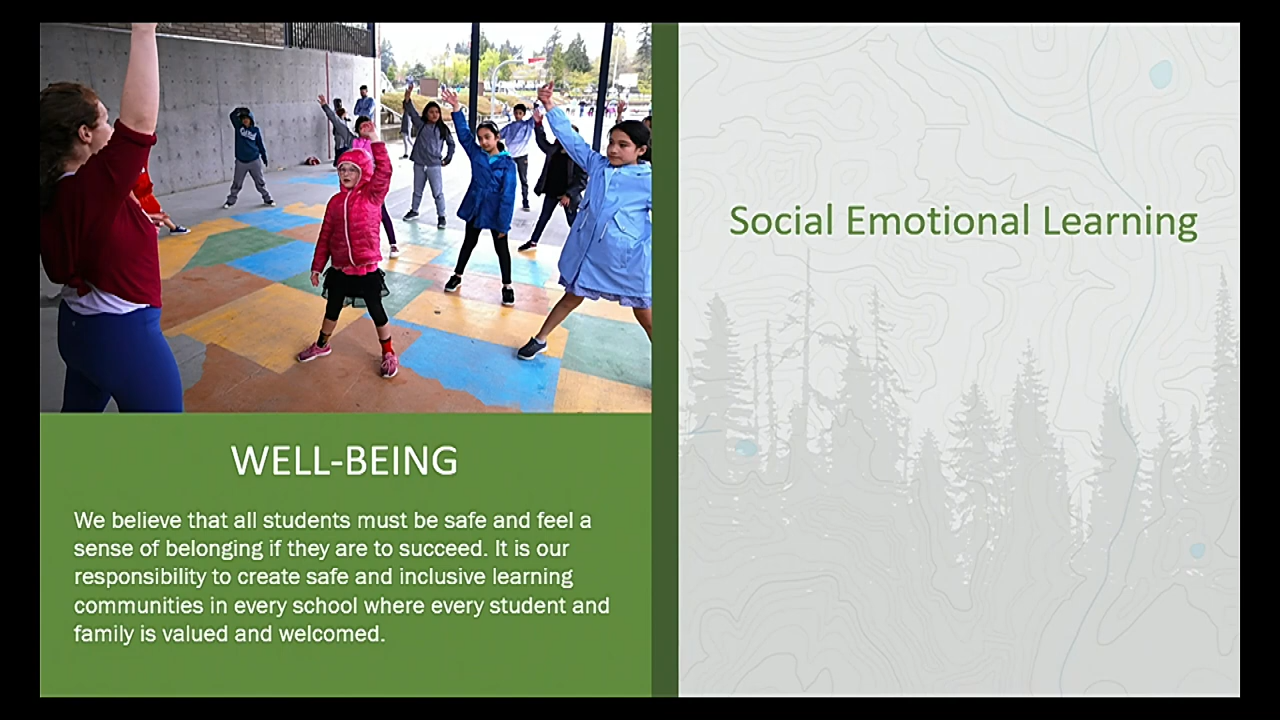 WELL-BEING
We believe that all students must be safe and feel a
sense of belonging if they are to succeed. It is our
responsibility to create safe and inclusive learning
communities in every school where every student and
family is valued and welcomed.
Social Emotional Learning